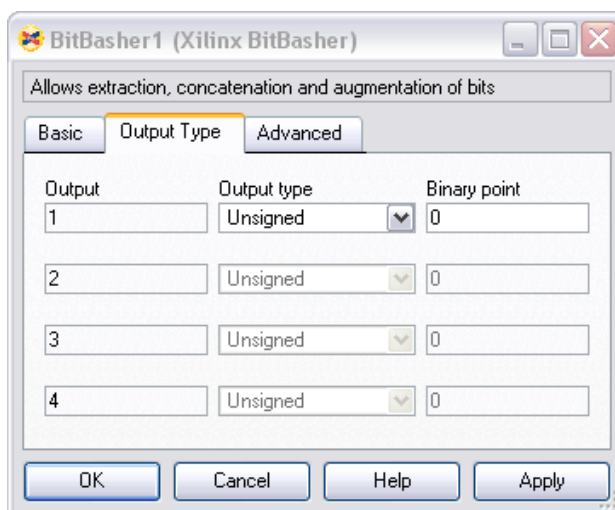 BitBasher1 (Xilinx BitBasher)
Allows extraction, concatenation and augmentation of bits
Basic Output Type Advanced
Output Output type Binary point
1 Unsigned 0
2 Unsigned 0
3 Unsigned 0
4 Unsigned 0
OK Cancel Help Apply